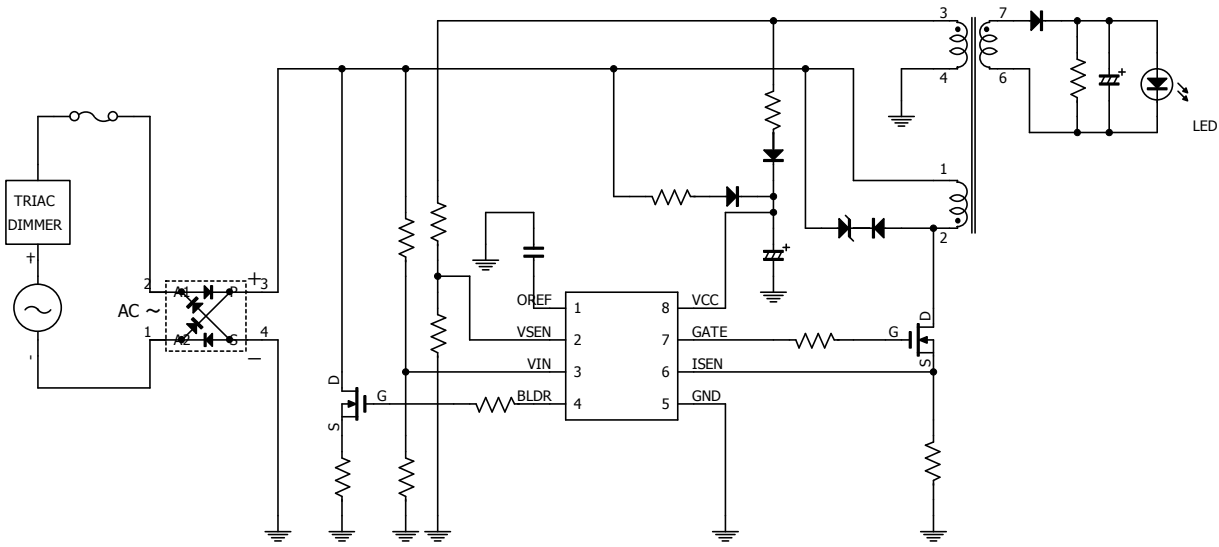 3
7
4
6
LED
TRIAC
DIMMER
1
2
+
+
+
2
A1
P
3
+
AC ~
1
A2
S
4
-
—
OREF
1
8
VCC
VSEN
2
7
GATE
VIN
3
6
ISEN
BLDR
4
5
GND
D
G
S
D
G
S